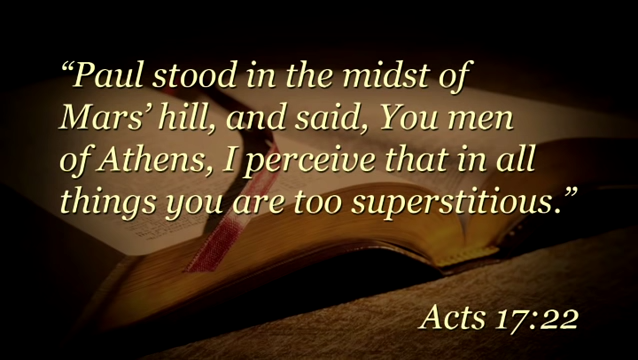 “Paul stood in the midst of
Mars’ hill, and said, You men
of Athens, I perceive that in all
things you are too superstitious.”
Acts 17:22